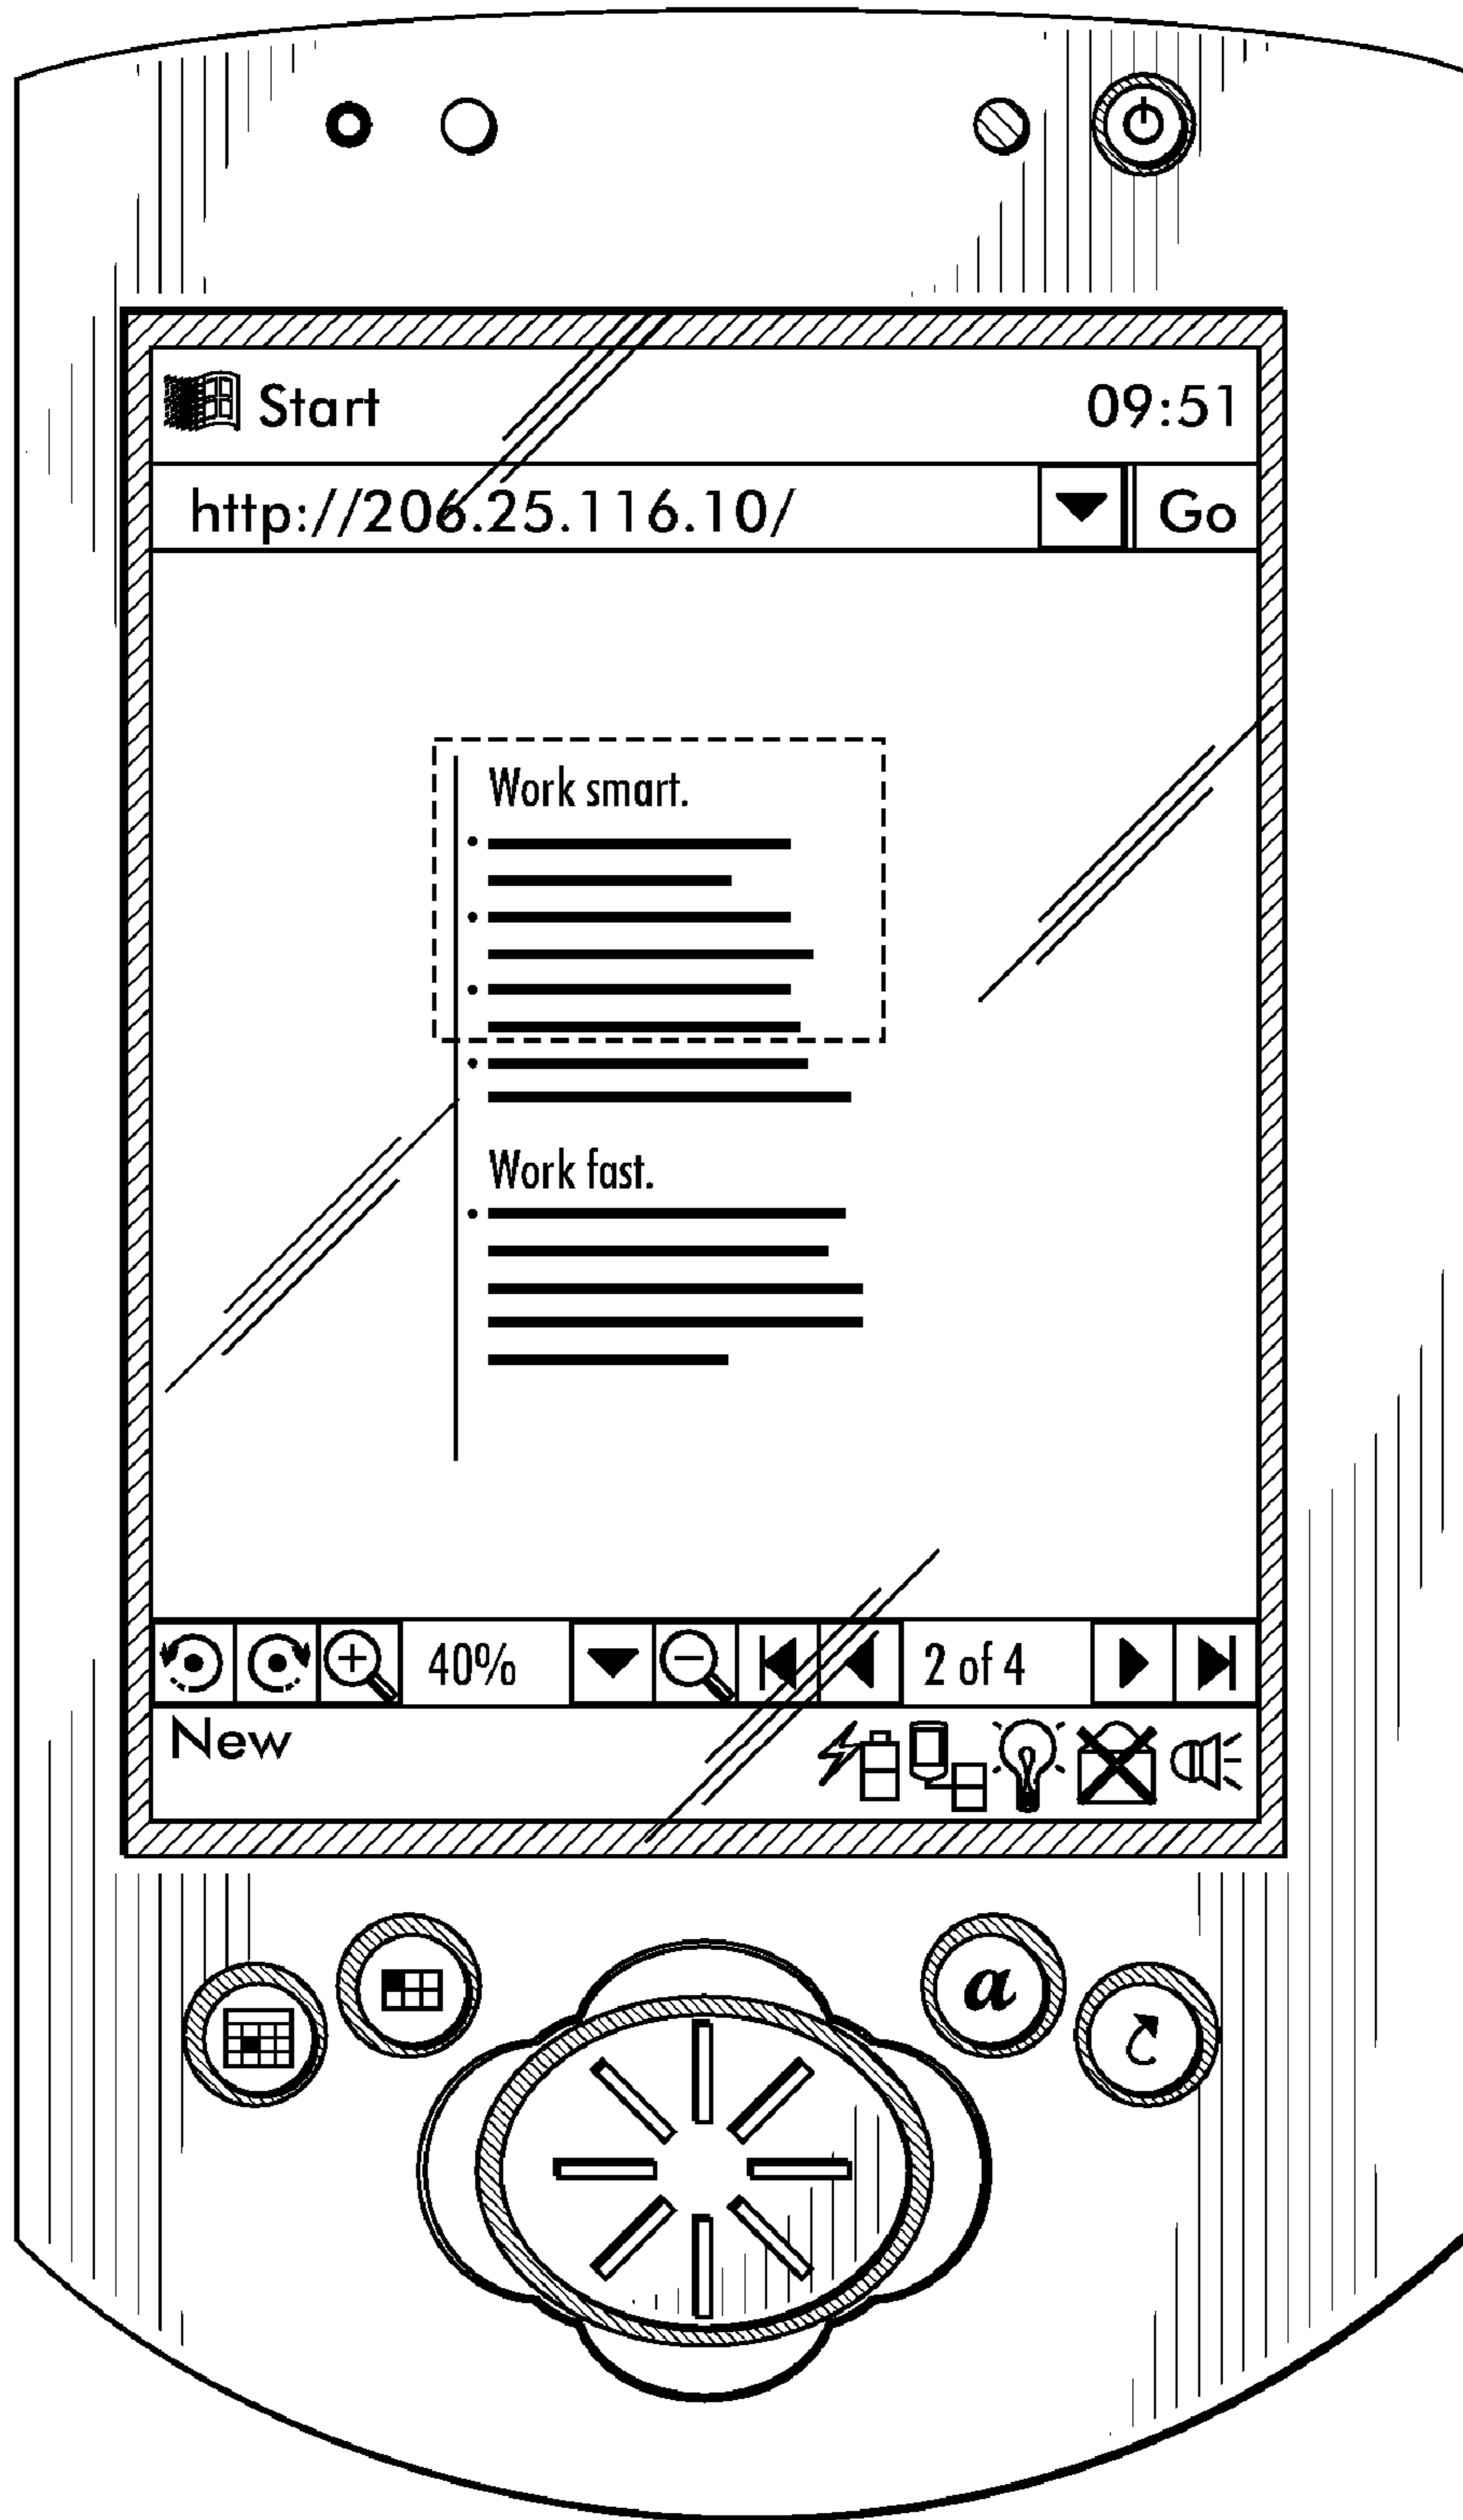 Start 09:51
http://206.25.116.10/ Go
Work smart.
Work fast.
40% 2 of 4
New
a